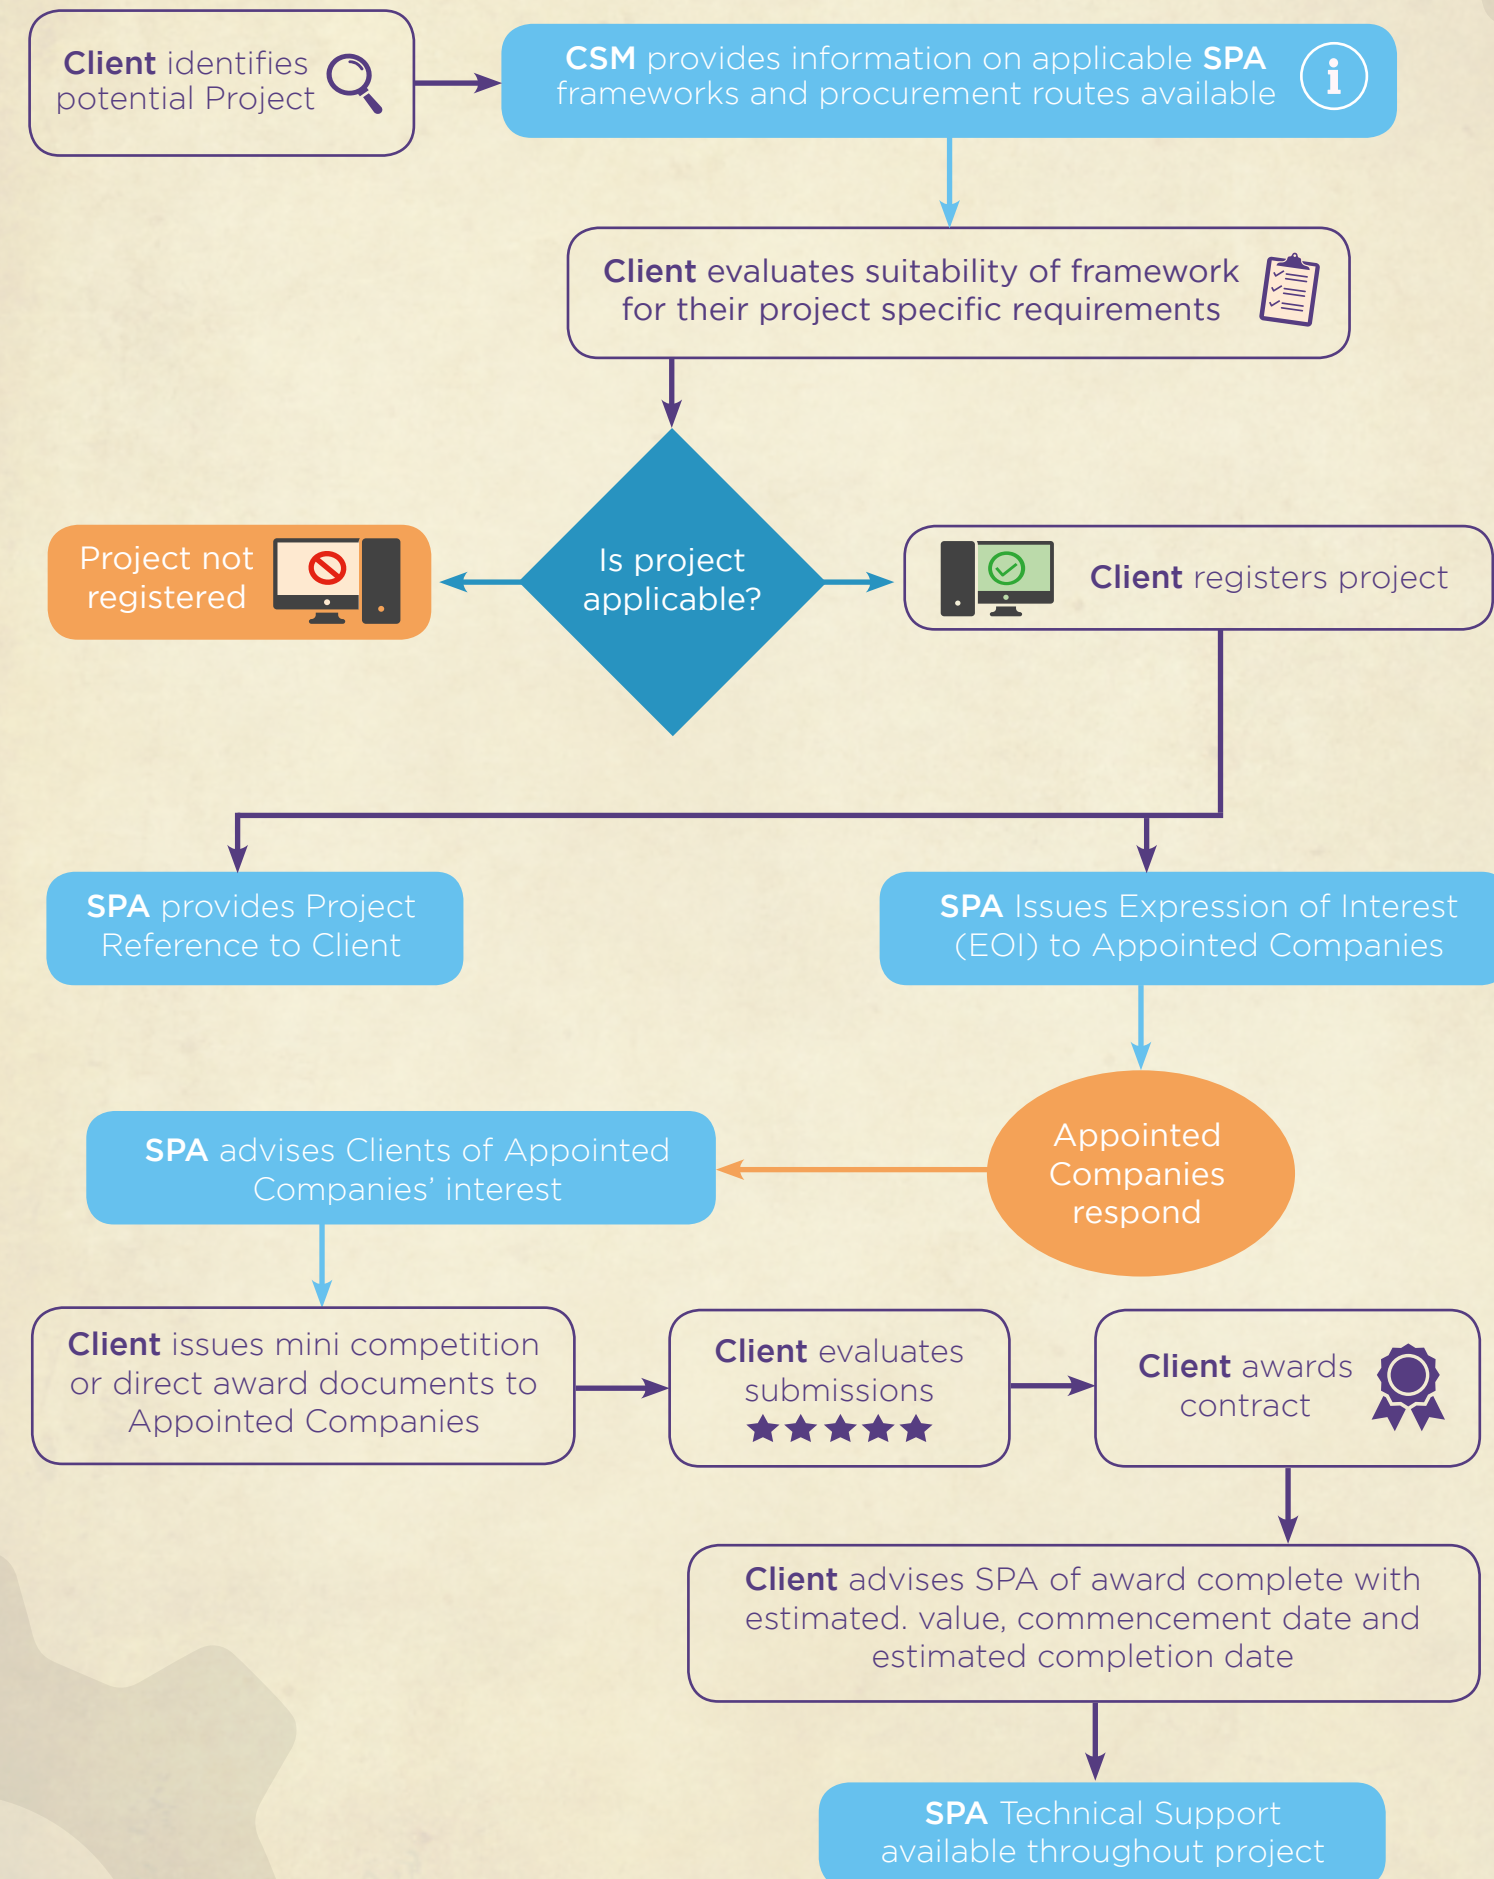 Client identifies
potential Project
CSM provides information on applicable SPA
frameworks and procurement routes available
i
Client evaluates suitability of framework
for their project specific requirements
Is project
applicable?
Project not
registered
Client registers project
SPA provides Project
Reference to Client
SPA Issues Expression of Interest
(EOI) to Appointed Companies
Appointed
Companies
respond
SPA advises Clients of Appointed
Companies’ interest
Client issues mini competition
or direct award documents to
Appointed Companies
Client evaluates
submissions
Client awards
contract
Client advises SPA of award complete with
estimated. value, commencement date and
estimated completion date
SPA Technical Support
available throughout project